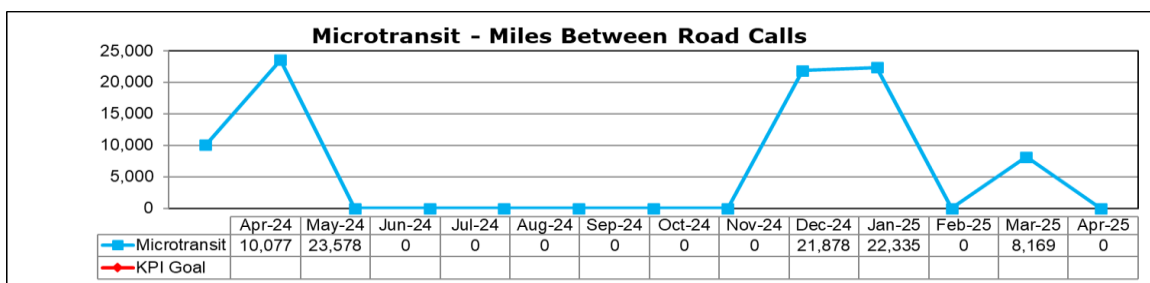 Microtransit - Miles Between Road Calls
25,000
20,000
15,000
10,000
5,000
0
Apr-24 May-24 Jun-24 Jul-24 Aug-24 Sep-24 Oct-24 Nov-24 Dec-24 Jan-25 Feb-25 Mar-25 Apr-25
Microtransit 10,077 23,578 0 0 0 0 0 0 21,878 22,335 0 8,169 0
KPI Goal